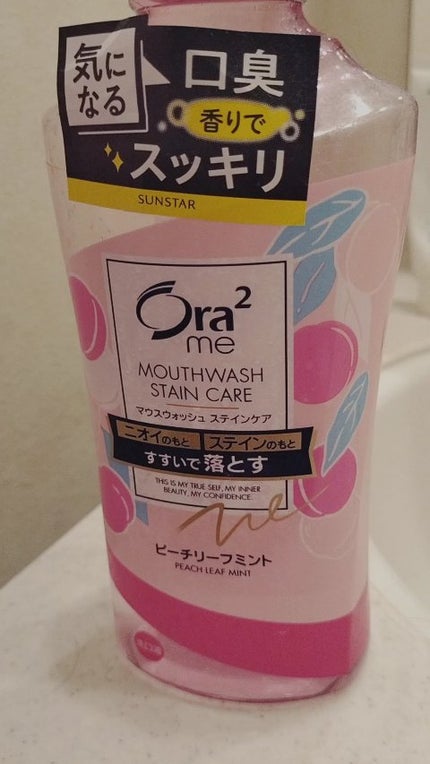 気に
なる
口臭
香りで
スッキリ
SUNSTAR
Ora2
me
MOUTHWASH
STAIN CARE
マウスウォッシュ ステインケア
ニオイのもと ステインのもと
すすいで落とす
THIS IS MY TRUE SELF, MY INNER
BEAUTY, MY CONFIDENCE.
me
ピーチリーフミント
PEACH LEAF MINT